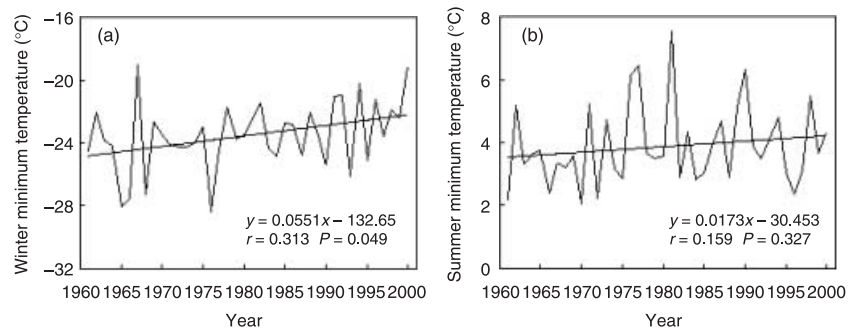 (a)
Winter minimum temperature (°C)
−16
−20
−24
−28
−32
y = 0.0551x − 132.65
r = 0.313 P = 0.049
1960 1965 1970 1975 1980 1985 1990 1995 2000
Year
(b)
Summer minimum temperature (°C)
8
6
4
2
0
y = 0.0173x − 30.453
r = 0.159 P = 0.327
1960 1965 1970 1975 1980 1985 1990 1995 2000
Year